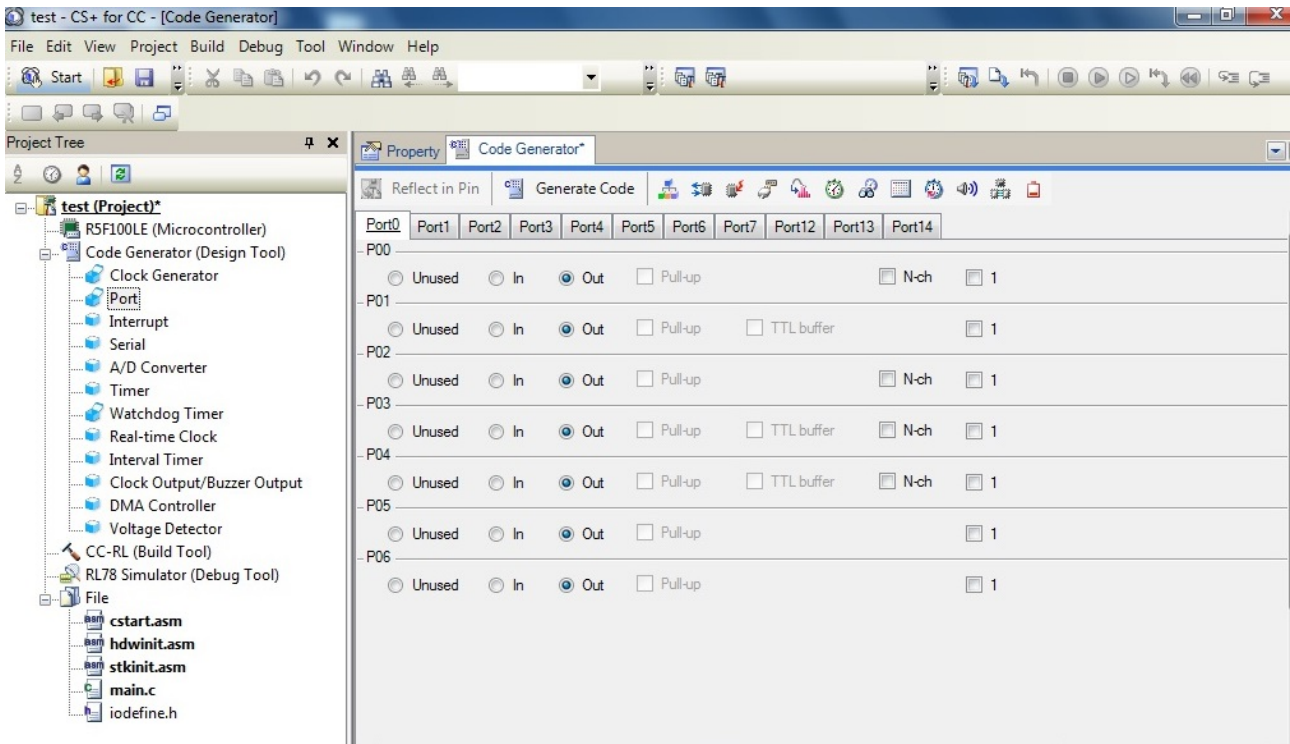 test - CS+ for CC - [Code Generator]
File Edit View Project Build Debug Tool Window Help
Start
Project Tree
test (Project)*
R5F100LE (Microcontroller)
Code Generator (Design Tool)
Clock Generator
Port
Interrupt
Serial
A/D Converter
Timer
Watchdog Timer
Real-time Clock
Interval Timer
Clock Output/Buzzer Output
DMA Controller
Voltage Detector
CC-RL (Build Tool)
RL78 Simulator (Debug Tool)
File
cstart.asm
hdwinit.asm
stkinit.asm
main.c
iodefine.h
Property Code Generator*
Reflect in Pin Generate Code
Port0 Port1 Port2 Port3 Port4 Port5 Port6 Port7 Port12 Port13 Port14
P00
Unused In Out Pull-up N-ch 1
P01
Unused In Out Pull-up TTL buffer 1
P02
Unused In Out Pull-up N-ch 1
P03
Unused In Out Pull-up TTL buffer N-ch 1
P04
Unused In Out Pull-up TTL buffer N-ch 1
P05
Unused In Out Pull-up 1
P06
Unused In Out Pull-up 1